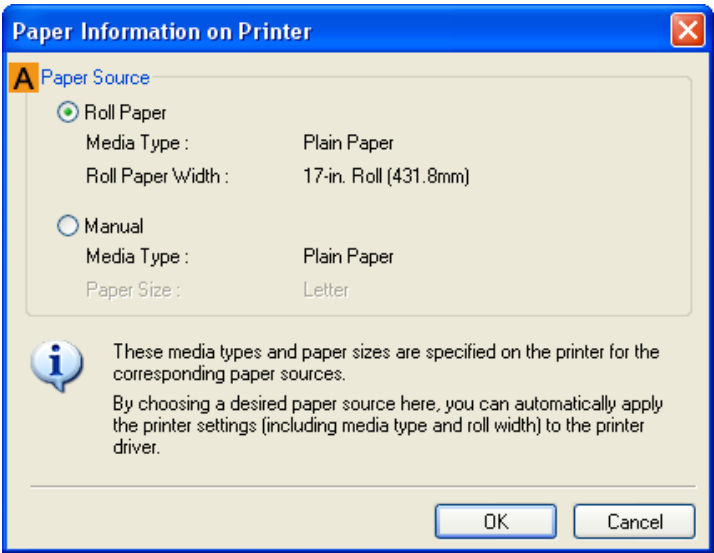 Paper Information on Printer
A Paper Source
Roll Paper
Media Type : Plain Paper
Roll Paper Width : 17-in. Roll (431.8mm)
Manual
Media Type : Plain Paper
Paper Size : Letter
These media types and paper sizes are specified on the printer for the
corresponding paper sources.
By choosing a desired paper source here, you can automatically apply
the printer settings (including media type and roll width) to the printer
driver.
OK Cancel